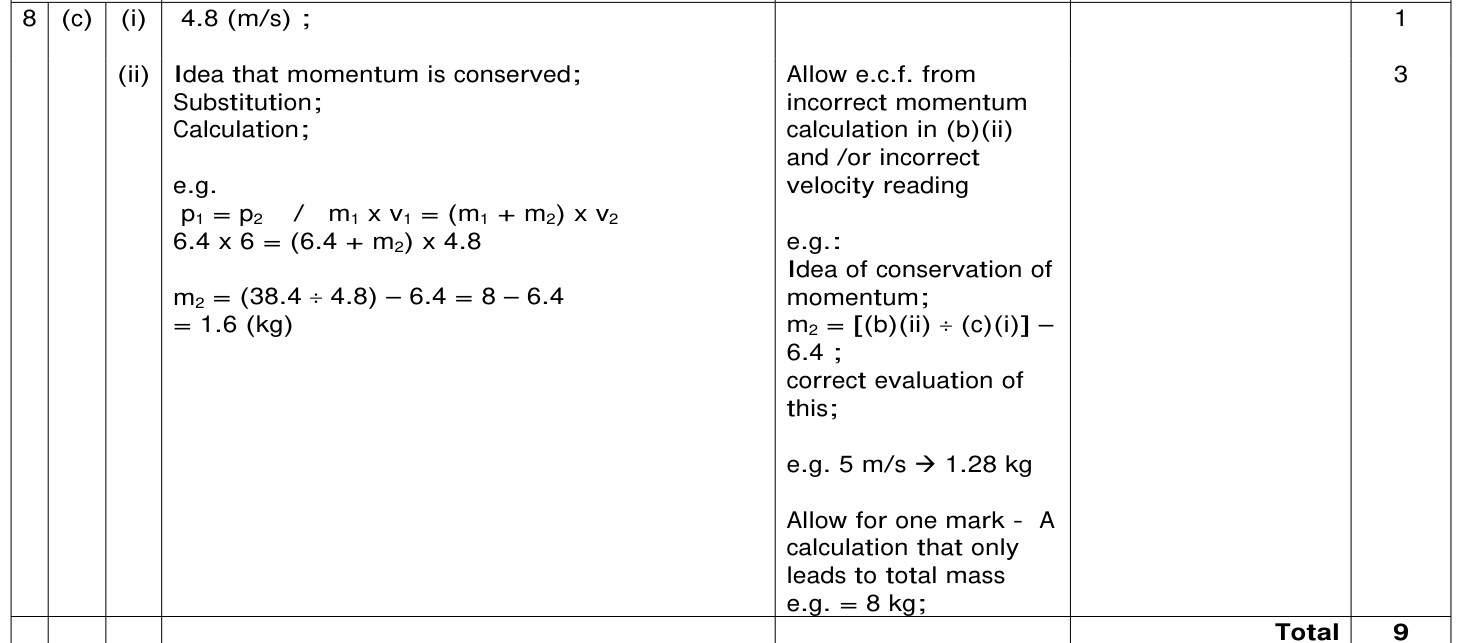 8 (c) (i) 4.8 (m/s) ; 1
(ii) Idea that momentum is conserved; Allow e.c.f. from 3
Substitution; incorrect momentum
Calculation; calculation in (b)(ii)
and /or incorrect
e.g. velocity reading
p₁ = p₂ / m₁ x v₁ = (m₁ + m₂) x v₂
6.4 x 6 = (6.4 + m₂) x 4.8 e.g.:
Idea of conservation of
m₂ = (38.4 ÷ 4.8) – 6.4 = 8 – 6.4 momentum;
= 1.6 (kg) m₂ = [(b)(ii) ÷ (c)(i)] –
6.4 ;
correct evaluation of
this;
e.g. 5 m/s → 1.28 kg
Allow for one mark - A
calculation that only
leads to total mass
e.g. = 8 kg;
Total 9